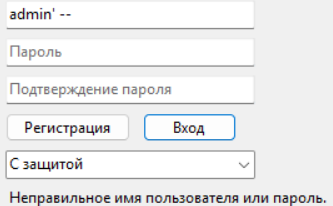 admin' --
Пароль
Подтверждение пароля
Регистрация Вход
С защитой
Неправильное имя пользователя или пароль.